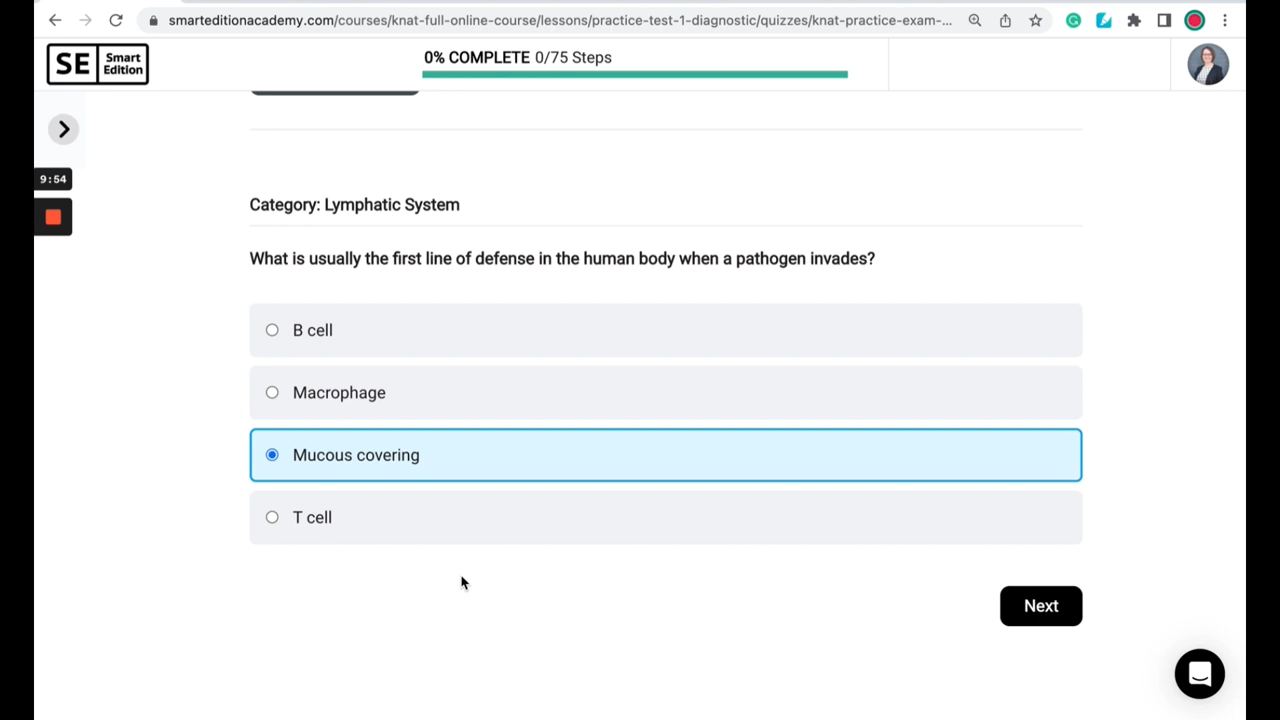 smarteditionacademy.com/courses/knat-full-online-course/lessons/practice-test-1-diagnostic/quizzes/knat-practice-exam-...
SE Smart Edition
0% COMPLETE 0/75 Steps
9:54
Category: Lymphatic System
What is usually the first line of defense in the human body when a pathogen invades?
B cell
Macrophage
Mucous covering
T cell
Next